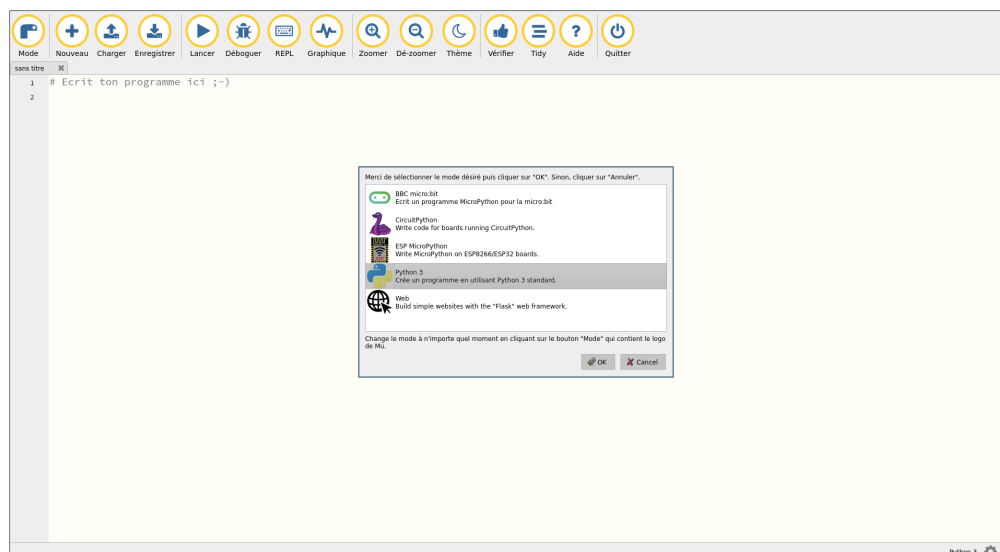 Mode Nouveau Charger Enregistrer Lancer Déboguer REPL Graphique Zoomer Dé-zoomer Thème Vérifier Tidy Aide Quitter
sans titre
1 # Ecrit ton programme ici ;-)
2
Merci de sélectionner le mode désiré puis cliquer sur "OK". Sinon, cliquer sur "Annuler".
BBC micro:bit
Ecrit un programme MicroPython pour la micro:bit
CircuitPython
Write code for boards running CircuitPython.
ESP MicroPython
Write MicroPython on ESP8266/ESP32 boards.
Python 3
Crée un programme en utilisant Python 3 standard.
Web
Build simple websites with the "Flask" web framework.
Change le mode à n'importe quel moment en cliquant sur le bouton "Mode" qui contient le logo
de Mu.
OK Cancel
Python 3